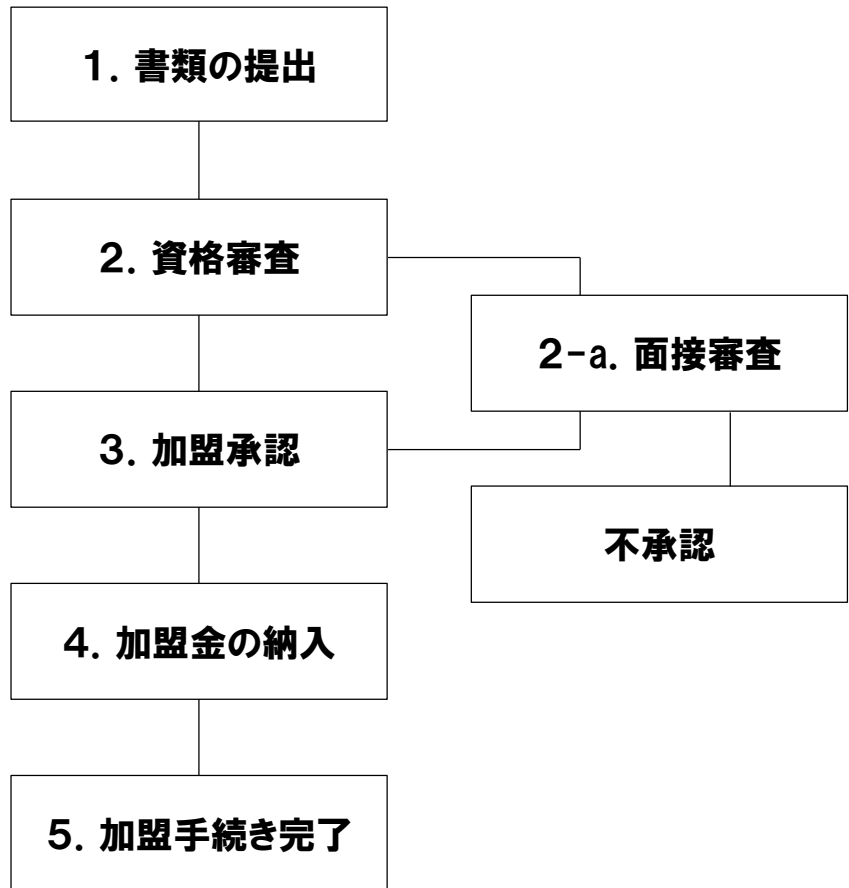 1. 書類の提出
2. 資格審査
2-a. 面接審査
3. 加盟承認
不承認
4. 加盟金の納入
5. 加盟手続き完了